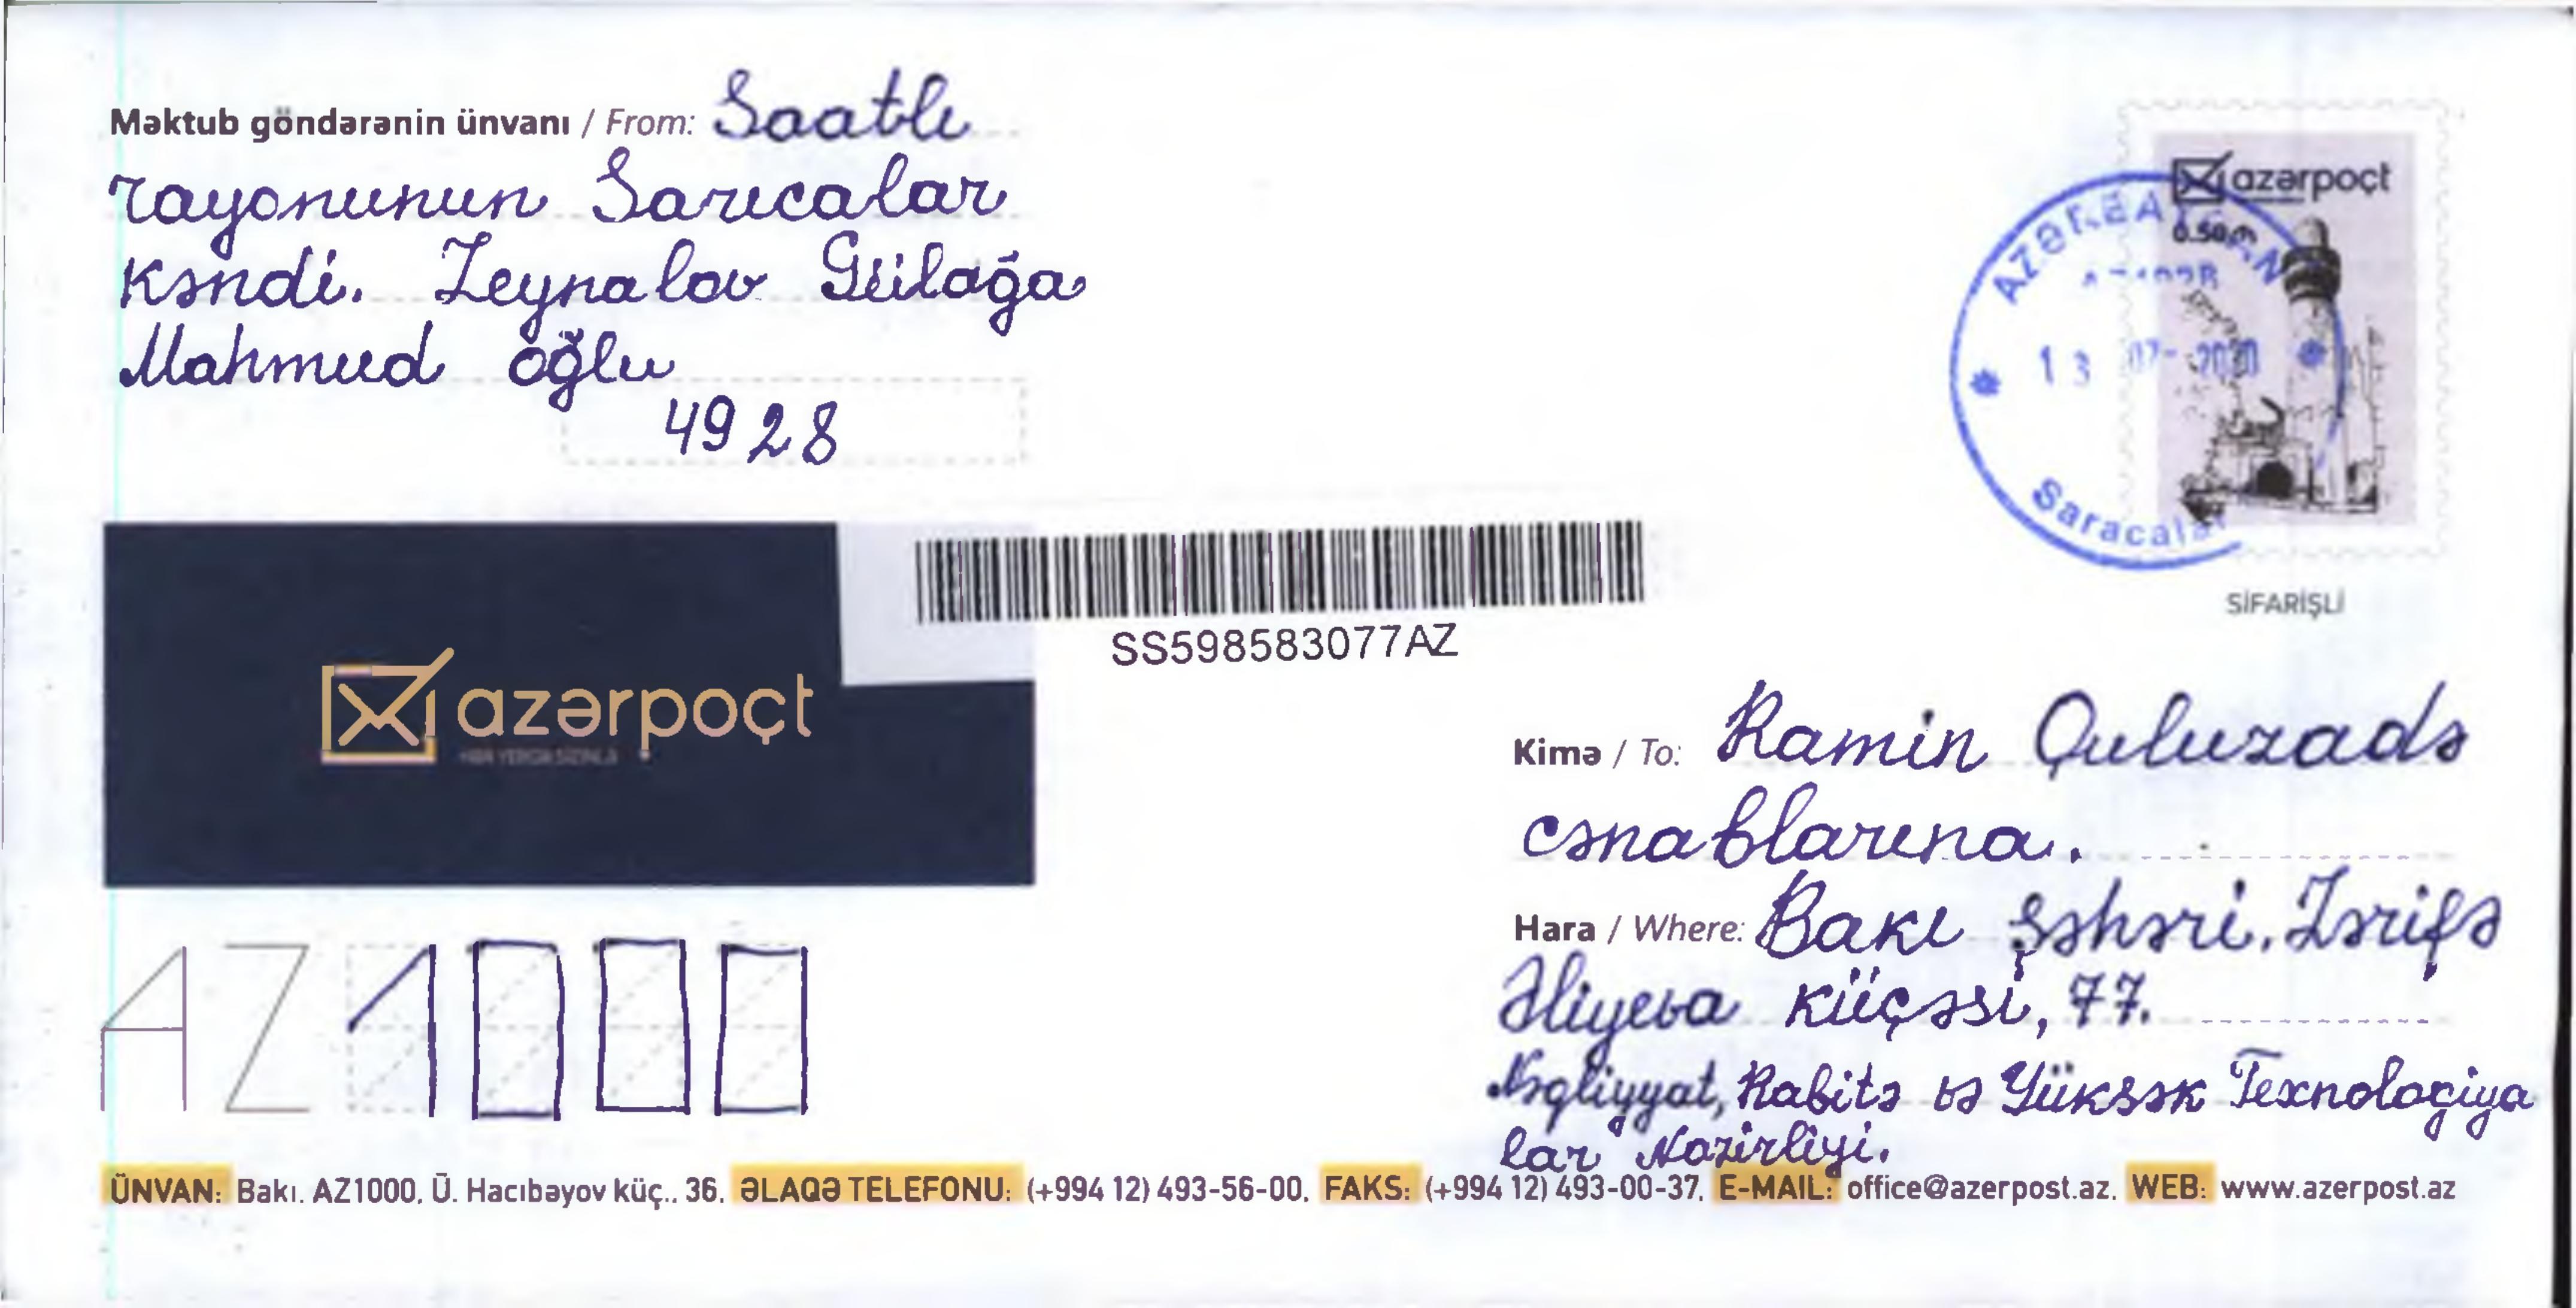 Məktub göndərənin ünvanı / From: Saatlı
rayonunun Sarıcalar
kəndi. Zeynalov Gülağa
Mahmud oğlu
4928
azərpoçt
0.50
AZƏRBAYCAN
13 07- 2020
Saracalar
SİFARİŞLİ
SS598583077AZ
azərpoçt
HƏR YERDƏ SİZİNLƏ
Kimə / To: Ramin Quluzadə
cənablarına.
Hara / Where: Bakı şəhəri, Zərifə
Əliyeva küçəsi, 77.
Nəqliyyat, Rabitə və Yüksək Texnologiya
lar Nazirliyi.
AZ1000
ÜNVAN: Bakı. AZ1000, Ü. Hacıbəyov küç., 36, ƏLAQƏ TELEFONU: (+994 12) 493-56-00, FAKS: (+994 12) 493-00-37, E-MAIL: office@azerpost.az, WEB: www.azerpost.az